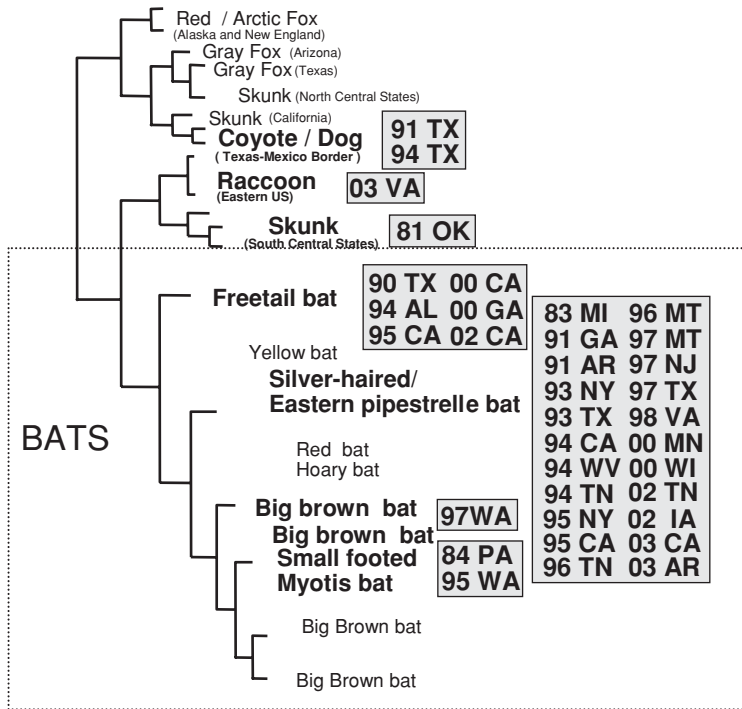 Red / Arctic Fox
(Alaska and New England)
Gray Fox (Arizona)
Gray Fox (Texas)
Skunk (North Central States)
Skunk (California)
Coyote / Dog
(Texas-Mexico Border)
91 TX
94 TX
Raccoon
(Eastern US)
03 VA
Skunk
(South Central States)
81 OK
BATS
Freetail bat
90 TX 00 CA
94 AL 00 GA
95 CA 02 CA
Yellow bat
Silver-haired/
Eastern pipestrelle bat
83 MI 96 MT
91 GA 97 MT
91 AR 97 NJ
93 NY 97 TX
93 TX 98 VA
94 CA 00 MN
94 WV 00 WI
94 TN 02 TN
95 NY 02 IA
95 CA 03 CA
96 TN 03 AR
Red bat
Hoary bat
Big brown bat
97WA
Big brown bat
Small footed
Myotis bat
84 PA
95 WA
Big Brown bat
Big Brown bat